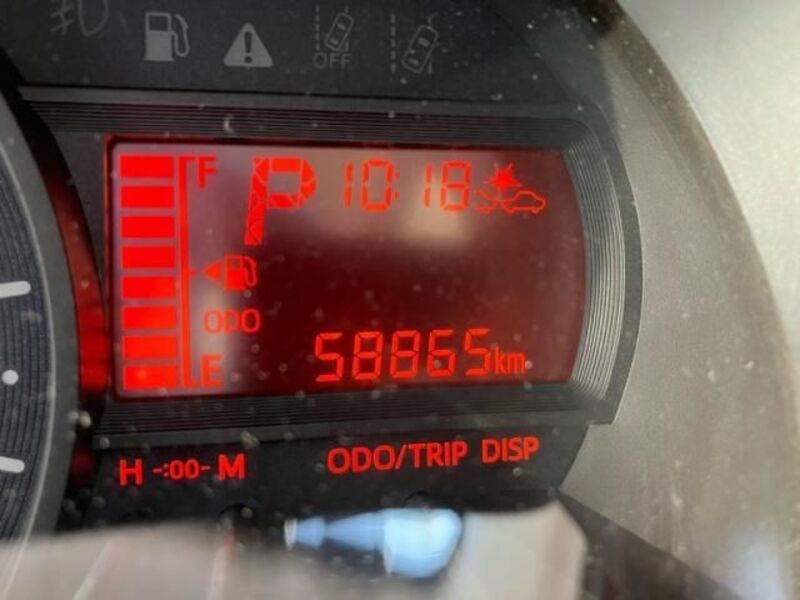 OFF
F P 10:18
ODO
E 58865km
H -:00- M ODO/TRIP DISP